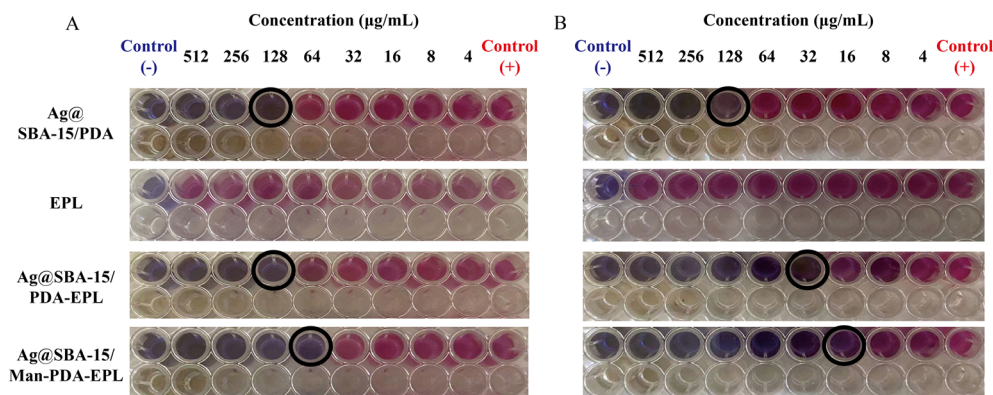 A Concentration (μg/mL)
Control (-) 512 256 128 64 32 16 8 4 Control (+)
B Concentration (μg/mL)
Control (-) 512 256 128 64 32 16 8 4 Control (+)
Ag@
SBA-15/PDA
EPL
Ag@SBA-15/
PDA-EPL
Ag@SBA-15/
Man-PDA-EPL